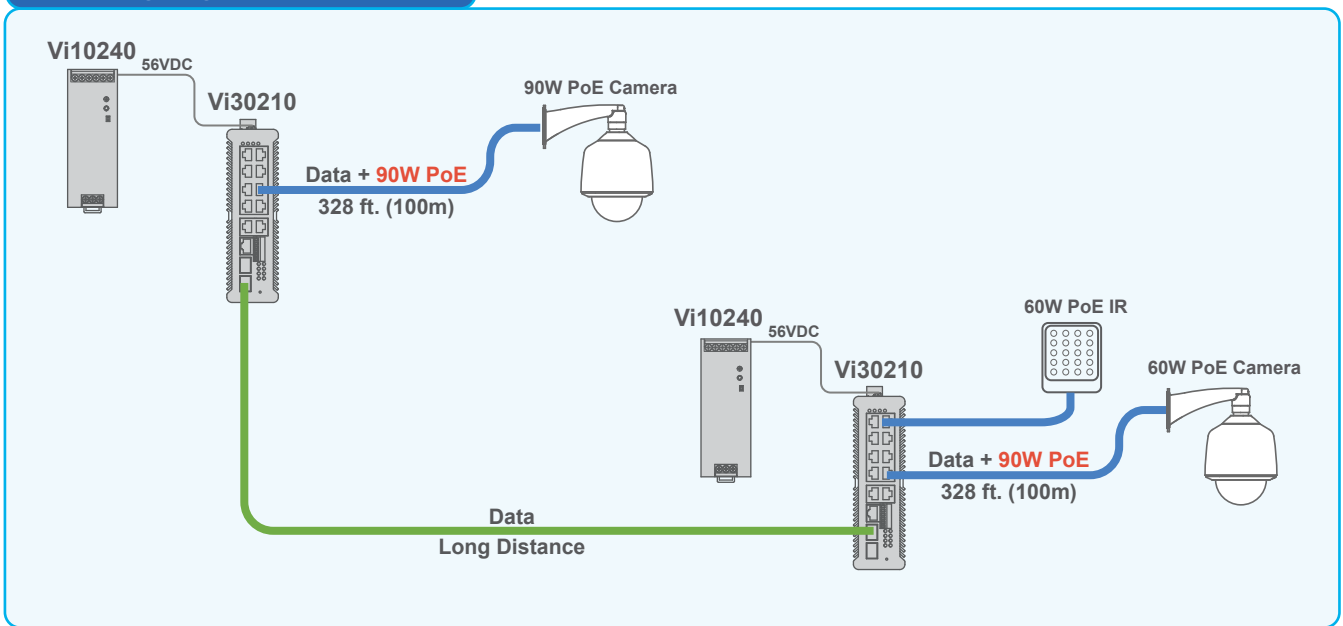 Vi10240
56VDC
Vi30210
90W PoE Camera
Data + 90W PoE
328 ft. (100m)
Vi10240
56VDC
Vi30210
60W PoE IR
60W PoE Camera
Data + 90W PoE
328 ft. (100m)
Data
Long Distance